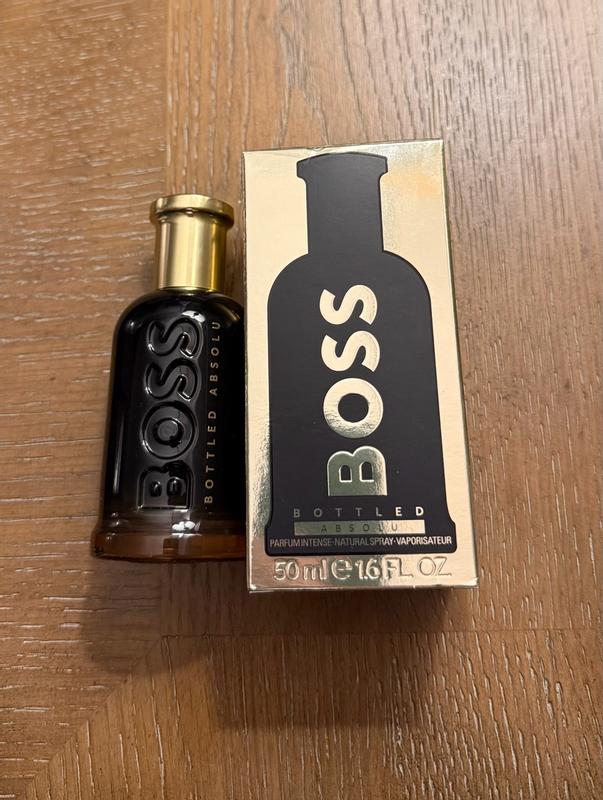 BOSS
BOTTLED ABSOLU
BOSS
BOTTLED
ABSOLU
PARFUM INTENSE·NATURAL SPRAY·VAPORISATEUR
50 ml ℮ 1.6 FL. OZ